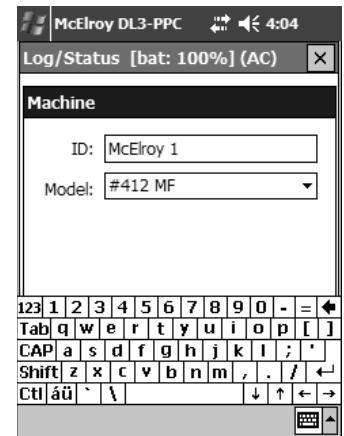 McElroy DL3-PPC 4:04
Log/Status [bat: 100%] (AC)
Machine
ID: McElroy 1
Model: #412 MF
123 1 2 3 4 5 6 7 8 9 0 - =
Tab q w e r t y u i o p [ ]
CAP a s d f g h j k l ; '
Shift z x c v b n m , . /
Ctl áü ` \